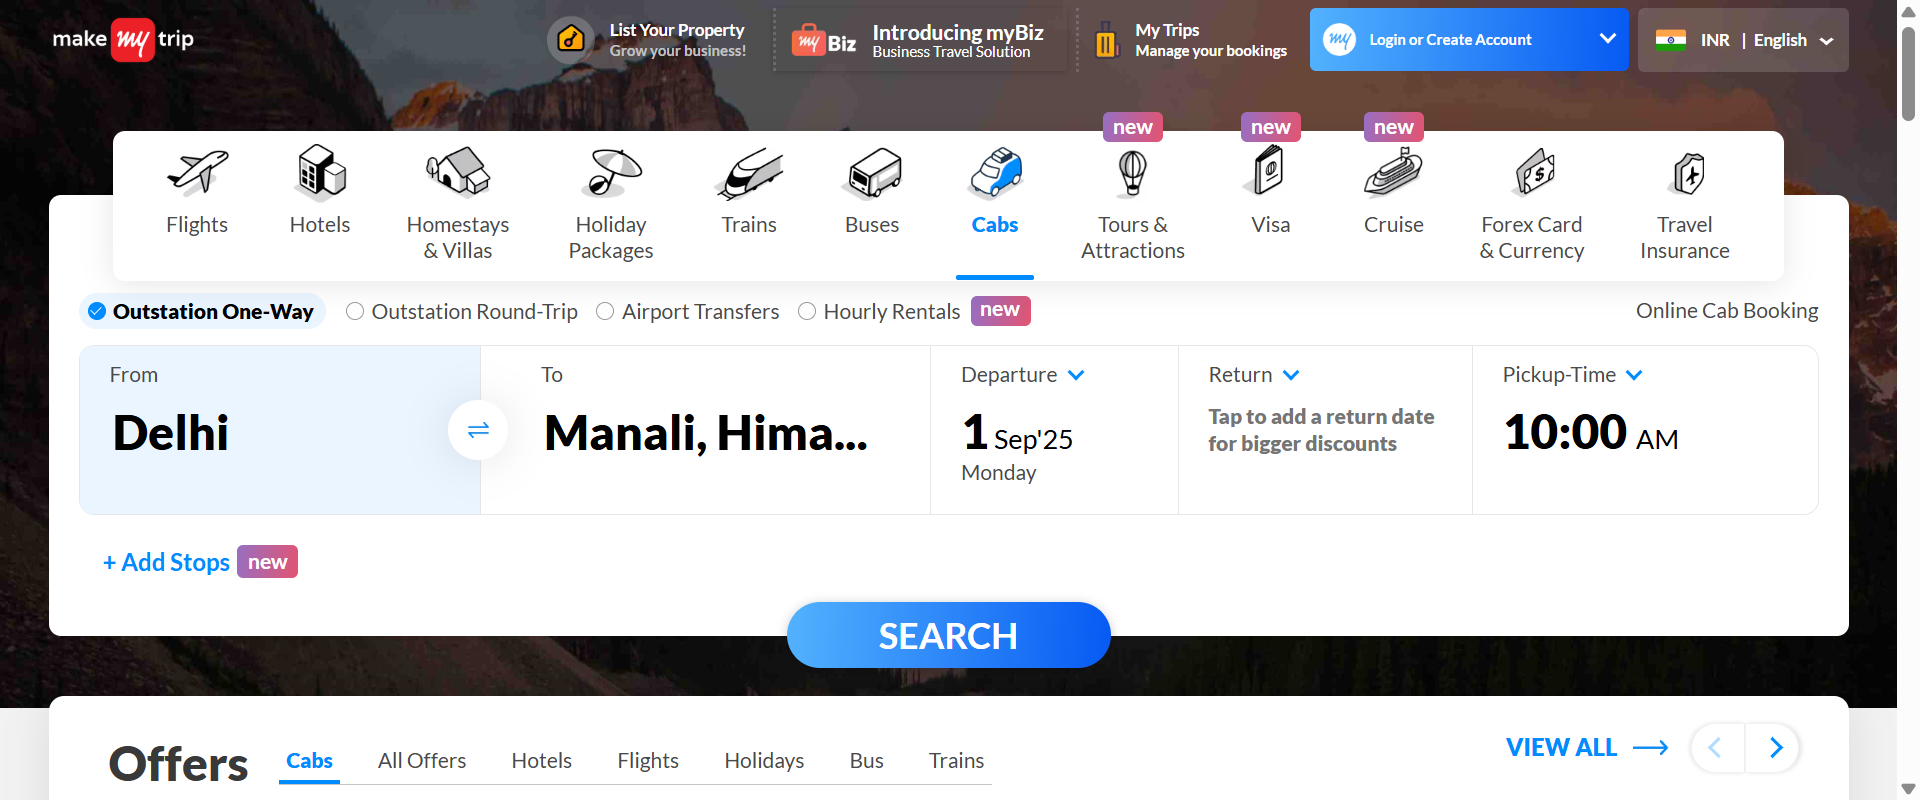 make my trip
List Your Property
Grow your business!
my Biz
Introducing myBiz
Business Travel Solution
My Trips
Manage your bookings
my
Login or Create Account
INR | English
new
new
new
Flights
Hotels
Homestays
& Villas
Holiday
Packages
Trains
Buses
Cabs
Tours &
Attractions
Visa
Cruise
Forex Card
& Currency
Travel
Insurance
Outstation One-Way
Outstation Round-Trip
Airport Transfers
Hourly Rentals
new
Online Cab Booking
From
Delhi
To
Manali, Hima...
Departure
1 Sep'25
Monday
Return
Tap to add a return date
for bigger discounts
Pickup-Time
10:00 AM
+ Add Stops
new
SEARCH
Offers
Cabs
All Offers
Hotels
Flights
Holidays
Bus
Trains
VIEW ALL